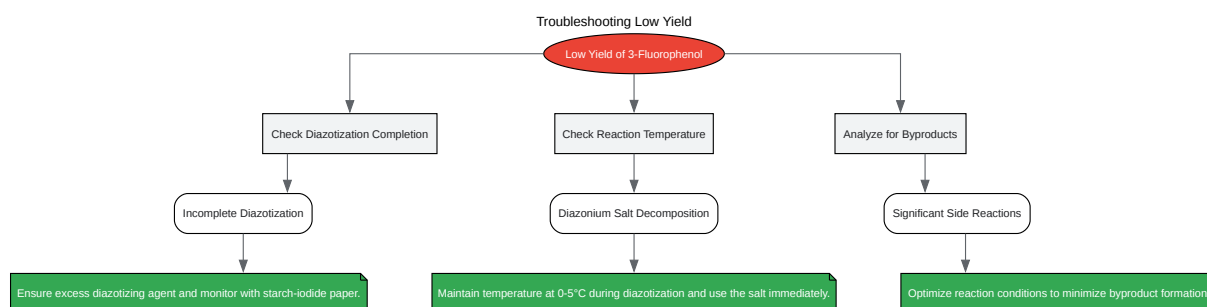 Troubleshooting Low Yield
Low Yield of 3-Fluorophenol
Check Diazotization Completion
Check Reaction Temperature
Analyze for Byproducts
Incomplete Diazotization
Diazonium Salt Decomposition
Significant Side Reactions
Ensure excess diazotizing agent and monitor with starch-iodide paper.
Maintain temperature at 0-5°C during diazotization and use the salt immediately.
Optimize reaction conditions to minimize byproduct formation